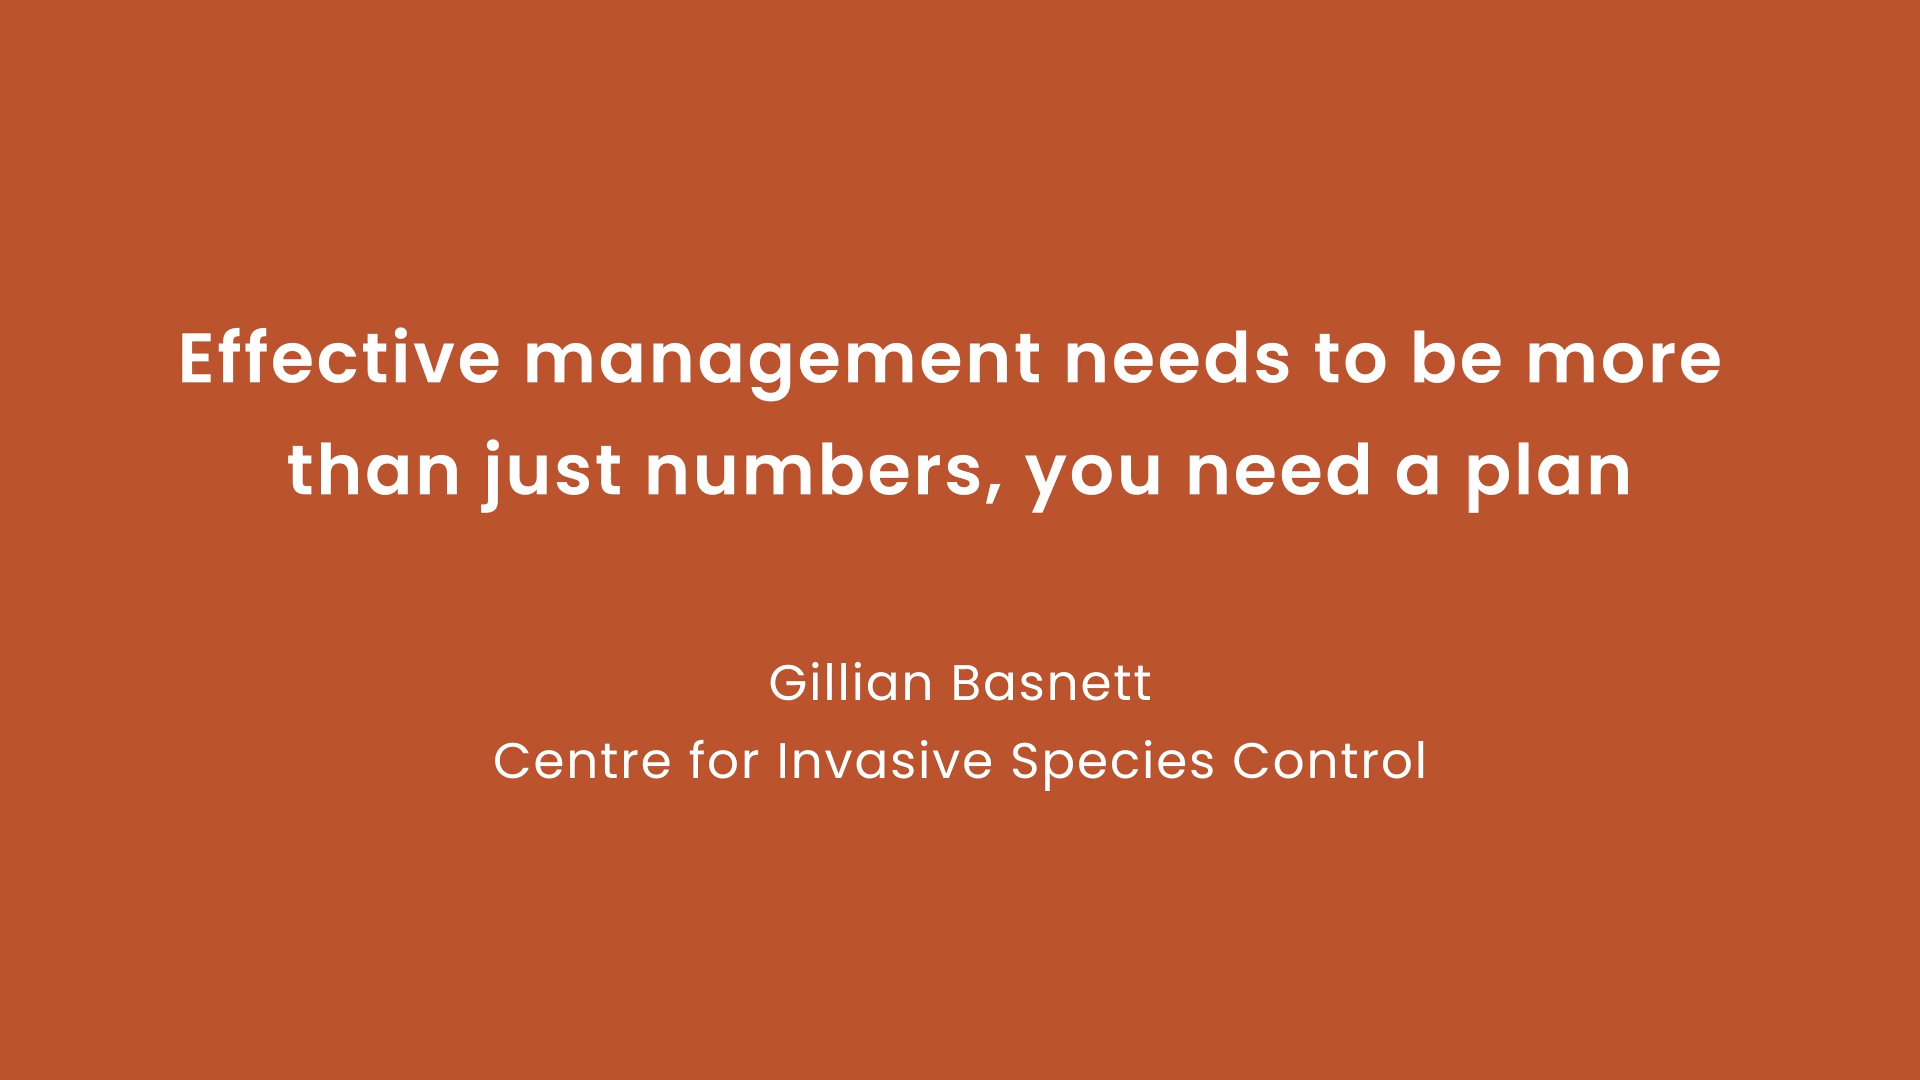 Effective management needs to be more
than just numbers, you need a plan
Gillian Basnett
Centre for Invasive Species Control